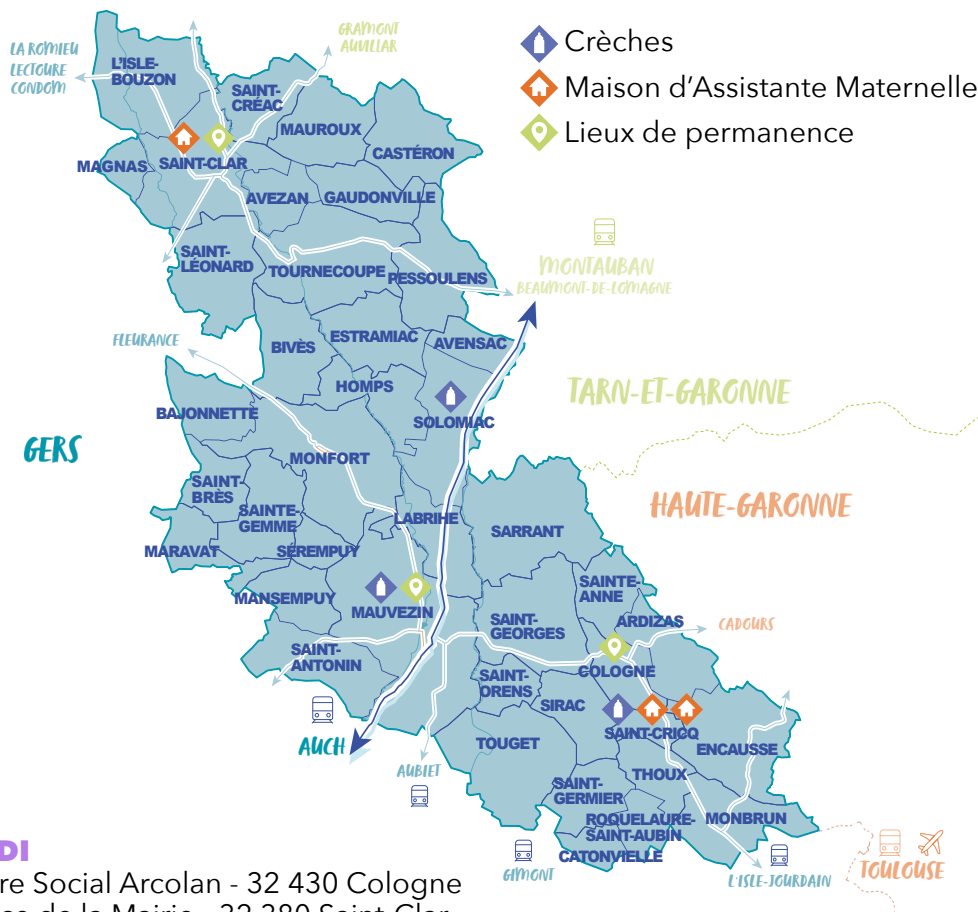 LA ROMIEU
LECTOURE
CONDOM
GRAMONT
AUVILLAR
Crèches
Maison d'Assistante Maternelle
Lieux de permanence
L'ISLE-
BOUZON
SAINT-
CRÉAC
MAUROUX
CASTÉRON
MAGNAS
SAINT-CLAR
AVEZAN
GAUDONVILLE
SAINT-
LÉONARD
TOURNECOUPE
PESSOULENS
MONTAUBAN
BEAUMONT-DE-LOMAGNE
FLEURANCE
BIVÈS
ESTRAMIAC
AVENSAC
HOMPS
TARN-ET-GARONNE
BAJONNETTE
SOLOMIAC
GERS
MONFORT
SAINT-
BRÈS
SAINTE-
GEMME
LABRIHE
HAUTE-GARONNE
SARRANT
MARAVAT
SÉREMPUY
MANSEMPUY
MAUVEZIN
SAINTE-
ANNE
SAINT-
GEORGES
ARDIZAS
CADOURS
SAINT-
ANTONIN
COLOGNE
SAINT-
ORENS
SIRAC
SAINT-CRICQ
AUCH
TOUGET
ENCAUSSE
AUBIET
THOUX
SAINT-
GERMIER
ROQUELAURE-
SAINT-AUBIN
MONBRUN
CATONVIELLE
GIMONT
L'ISLE-JOURDAIN
TOULOUSE
DI
re Social Arcolan - 32 430 Cologne